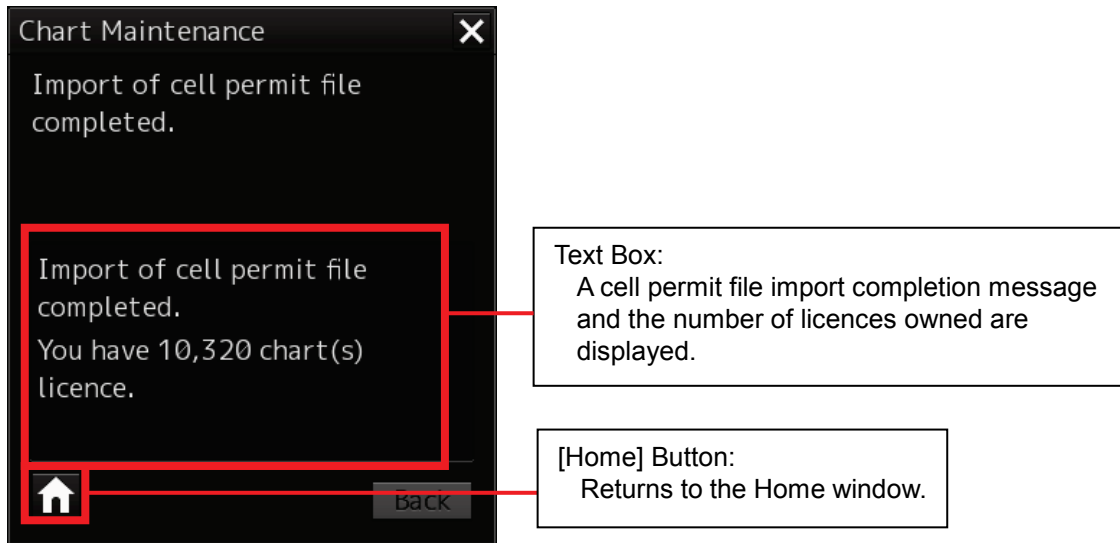 Chart Maintenance
Import of cell permit file
completed.
Import of cell permit file
completed.
You have 10,320 chart(s)
licence.
Back
Text Box:
A cell permit file import completion message
and the number of licences owned are
displayed.
[Home] Button:
Returns to the Home window.